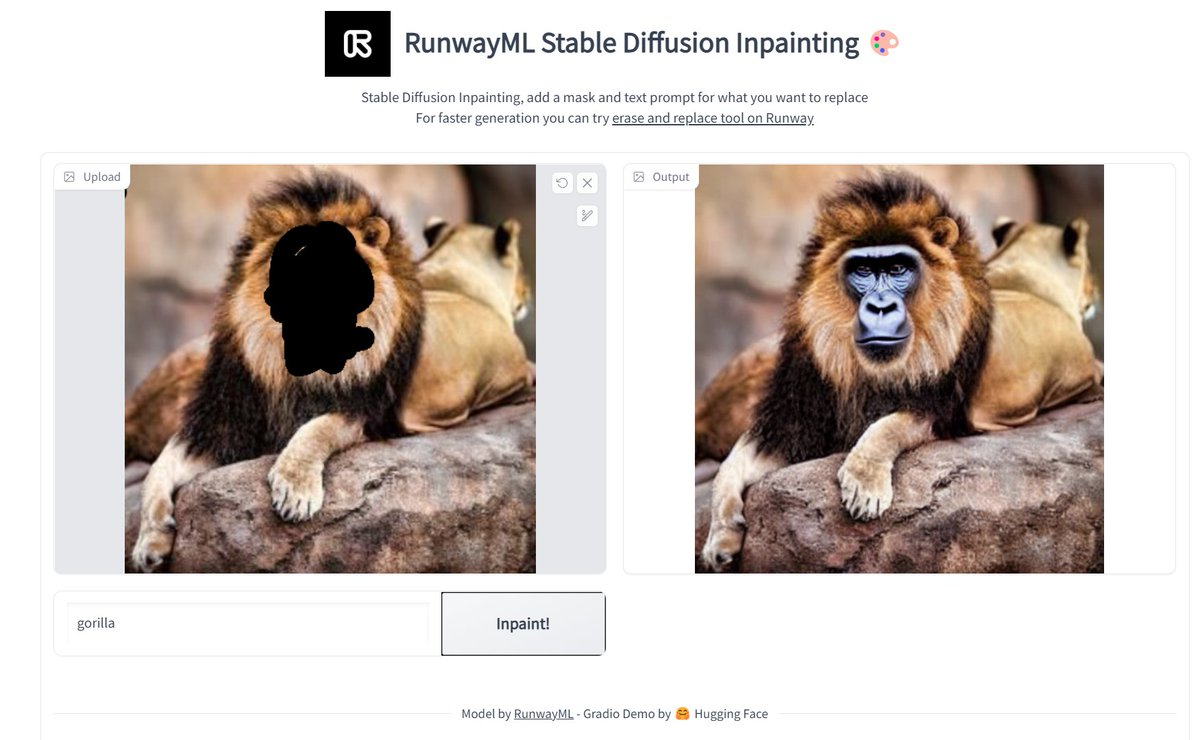 RunwayML Stable Diffusion Inpainting 🎨
Stable Diffusion Inpainting, add a mask and text prompt for what you want to replace
For faster generation you can try erase and replace tool on Runway
Upload
Output
gorilla
Inpaint!
Model by RunwayML - Gradio Demo by 🤗 Hugging Face